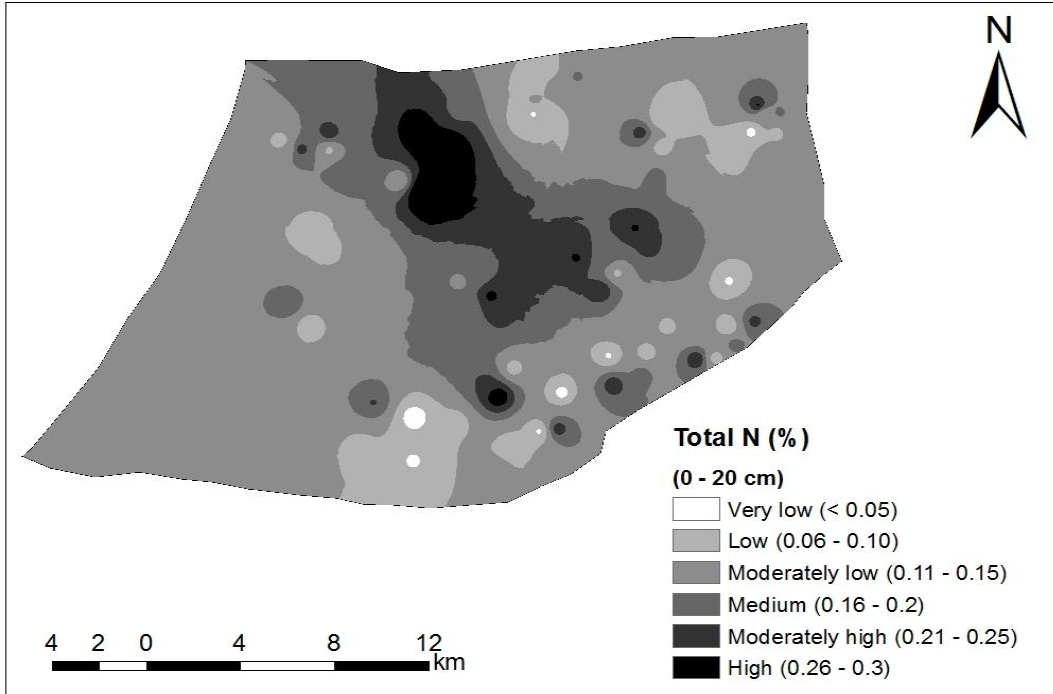 N
Total N (%)
(0 - 20 cm)
Very low (< 0.05)
Low (0.06 - 0.10)
Moderately low (0.11 - 0.15)
Medium (0.16 - 0.2)
Moderately high (0.21 - 0.25)
High (0.26 - 0.3)
4 2 0 4 8 12
km